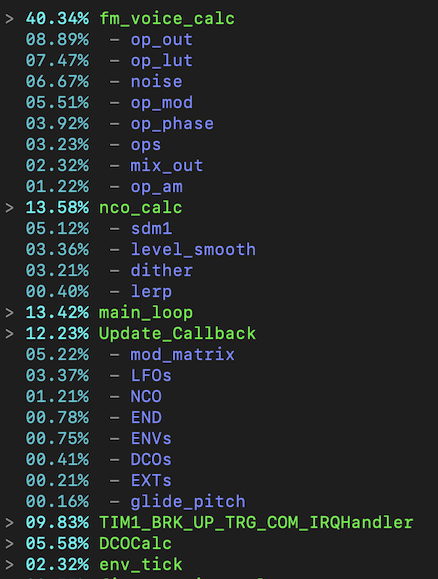 > 40.34% fm_voice_calc
08.89% – op_out
07.47% – op_lut
06.67% – noise
05.51% – op_mod
03.92% – op_phase
03.23% – ops
02.32% – mix_out
01.22% – op_am
> 13.58% nco_calc
05.12% – sdm1
03.36% – level_smooth
03.21% – dither
00.40% – lerp
> 13.42% main_loop
> 12.23% Update_Callback
05.22% – mod_matrix
03.37% – LFOs
01.21% – NCO
00.78% – END
00.75% – ENVs
00.41% – DCOs
00.21% – EXTs
00.16% – glide_pitch
> 09.83% TIM1_BRK_UP_TRG_COM_IRQHandler
> 05.58% DCOCalc
> 02.32% env_tick